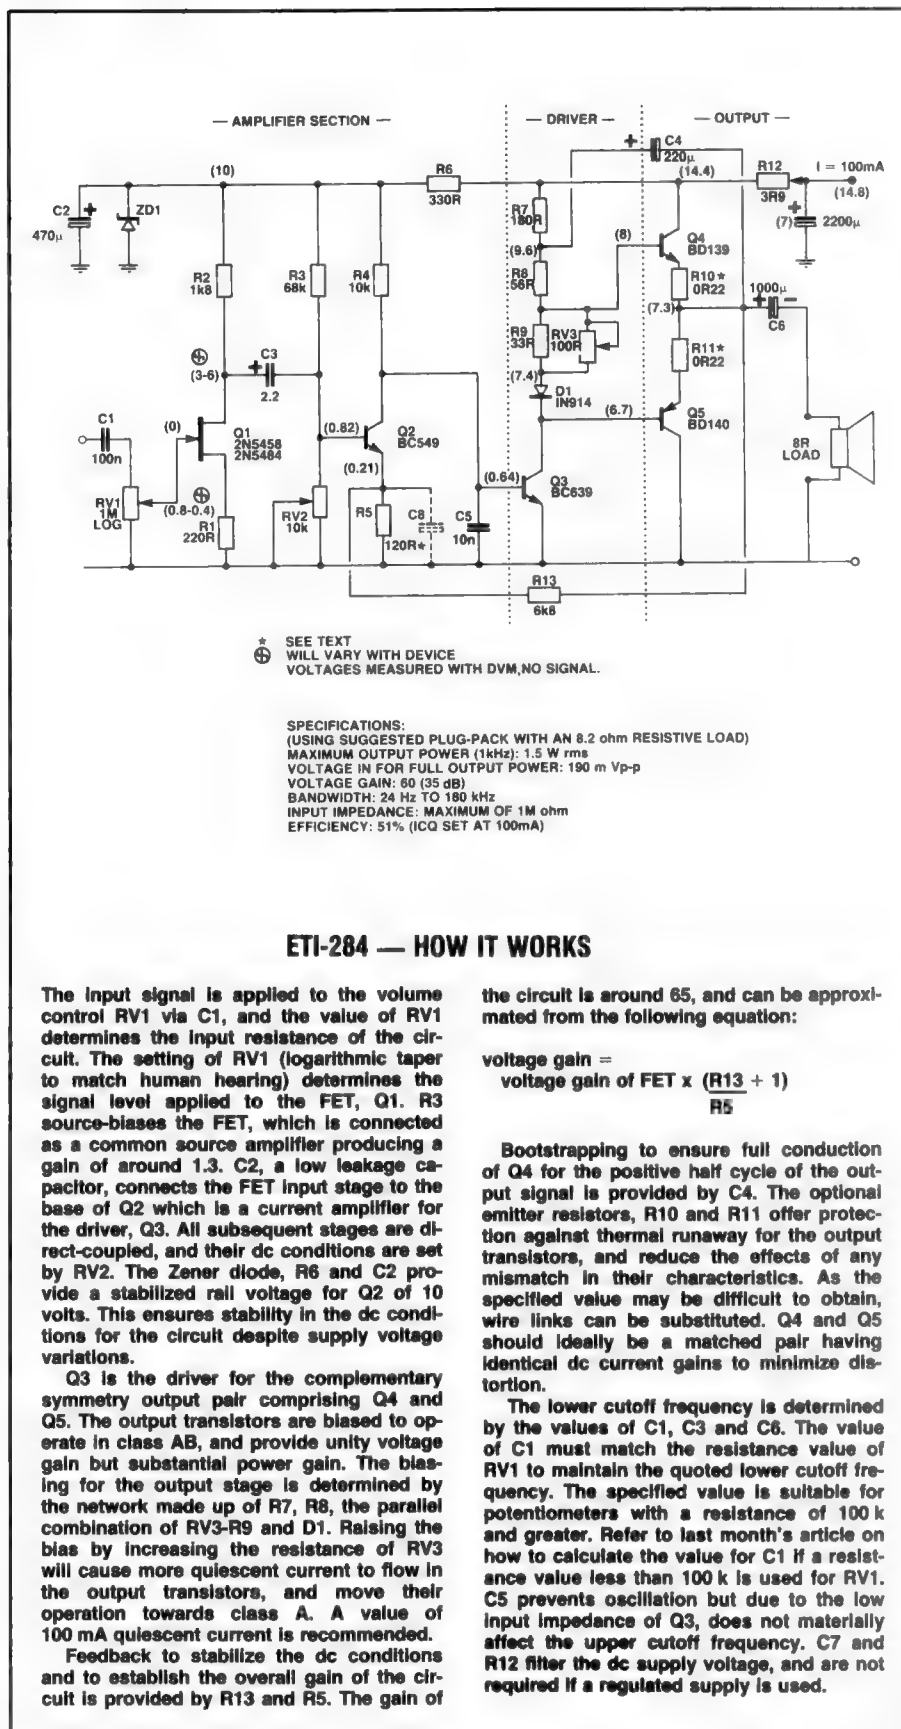 — AMPLIFIER SECTION —
— DRIVER —
— OUTPUT —
C4
220µ
(10)
R6
330R
(14.4)
R12
3R9
I = 100mA
(14.8)
C2
470µ
ZD1
R7
180R
(7)
2200µ
(9.6)
(8)
Q4
BD139
R2
1k8
R3
68k
R4
10k
R8
56R
R10*
0R22
1000µ
(7.3)
C6
R9
33R
RV3
100R
R11*
0R22
(3-6)
C3
2.2
(7.4)
D1
IN914
(6.7)
Q5
BD140
C1
100n
(0)
Q1
2N5458
2N5484
(0.82)
Q2
BC549
8R
LOAD
(0.21)
(0.64)
Q3
BC639
RV1
1M
LOG
(0.8-0.4)
R1
220R
RV2
10k
R5
120R*
C8
C5
10n
R13
6k8
* SEE TEXT
WILL VARY WITH DEVICE
VOLTAGES MEASURED WITH DVM,NO SIGNAL.
SPECIFICATIONS:
(USING SUGGESTED PLUG-PACK WITH AN 8.2 ohm RESISTIVE LOAD)
MAXIMUM OUTPUT POWER (1kHz): 1.5 W rms
VOLTAGE IN FOR FULL OUTPUT POWER: 190 m Vp-p
VOLTAGE GAIN: 60 (35 dB)
BANDWIDTH: 24 Hz TO 180 kHz
INPUT IMPEDANCE: MAXIMUM OF 1M ohm
EFFICIENCY: 51% (ICQ SET AT 100mA)
ETI-284 — HOW IT WORKS
The input signal is applied to the volume
control RV1 via C1, and the value of RV1
determines the input resistance of the cir-
cuit. The setting of RV1 (logarithmic taper
to match human hearing) determines the
signal level applied to the FET, Q1. R3
source-biases the FET, which is connected
as a common source amplifier producing a
gain of around 1.3. C2, a low leakage ca-
pacitor, connects the FET input stage to the
base of Q2 which is a current amplifier for
the driver, Q3. All subsequent stages are di-
rect-coupled, and their dc conditions are set
by RV2. The Zener diode, R6 and C2 pro-
vide a stabilized rail voltage for Q2 of 10
volts. This ensures stability in the dc condi-
tions for the circuit despite supply voltage
variations.
Q3 is the driver for the complementary
symmetry output pair comprising Q4 and
Q5. The output transistors are biased to op-
erate in class AB, and provide unity voltage
gain but substantial power gain. The bias-
ing for the output stage is determined by
the network made up of R7, R8, the parallel
combination of RV3-R9 and D1. Raising the
bias by increasing the resistance of RV3
will cause more quiescent current to flow in
the output transistors, and move their
operation towards class A. A value of
100 mA quiescent current is recommended.
Feedback to stabilize the dc conditions
and to establish the overall gain of the cir-
cuit is provided by R13 and R5. The gain of
the circuit is around 65, and can be approxi-
mated from the following equation:
voltage gain =
voltage gain of FET x (R13 + 1)
R5
Bootstrapping to ensure full conduction
of Q4 for the positive half cycle of the out-
put signal is provided by C4. The optional
emitter resistors, R10 and R11 offer protec-
tion against thermal runaway for the output
transistors, and reduce the effects of any
mismatch in their characteristics. As the
specified value may be difficult to obtain,
wire links can be substituted. Q4 and Q5
should ideally be a matched pair having
identical dc current gains to minimize dis-
tortion.
The lower cutoff frequency is determined
by the values of C1, C3 and C6. The value
of C1 must match the resistance value of
RV1 to maintain the quoted lower cutoff fre-
quency. The specified value is suitable for
potentiometers with a resistance of 100 k
and greater. Refer to last month's article on
how to calculate the value for C1 if a resist-
ance value less than 100 k is used for RV1.
C5 prevents oscillation but due to the low
input impedance of Q3, does not materially
affect the upper cutoff frequency. C7 and
R12 filter the dc supply voltage, and are not
required if a regulated supply is used.